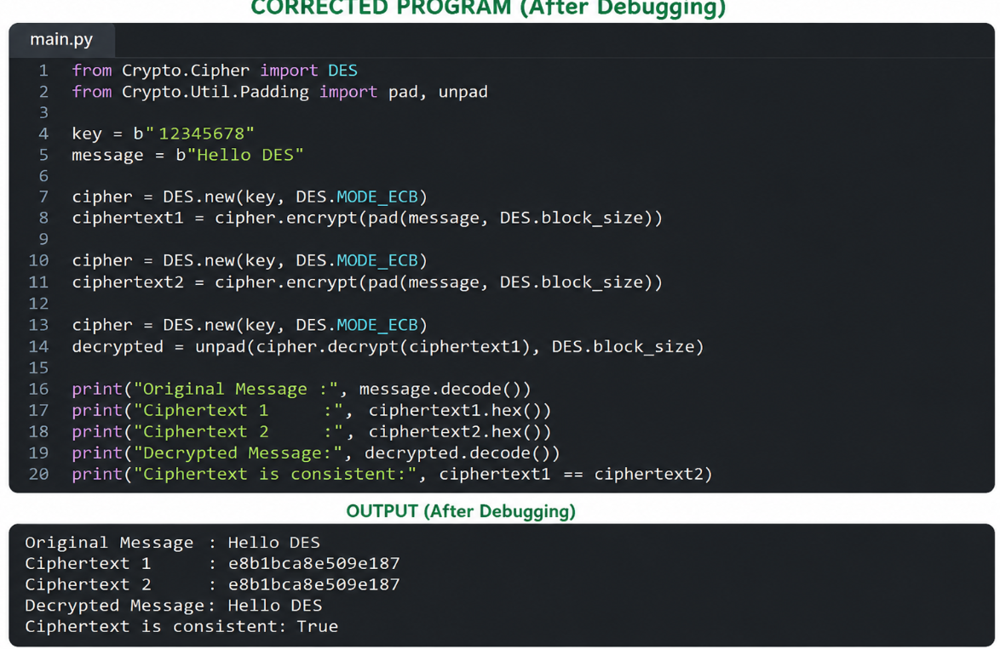 CORRECTED PROGRAM (After Debugging)
main.py
1 from Crypto.Cipher import DES
2 from Crypto.Util.Padding import pad, unpad
3
4 key = b"12345678"
5 message = b"Hello DES"
6
7 cipher = DES.new(key, DES.MODE_ECB)
8 ciphertext1 = cipher.encrypt(pad(message, DES.block_size))
9
10 cipher = DES.new(key, DES.MODE_ECB)
11 ciphertext2 = cipher.encrypt(pad(message, DES.block_size))
12
13 cipher = DES.new(key, DES.MODE_ECB)
14 decrypted = unpad(cipher.decrypt(ciphertext1), DES.block_size)
15
16 print("Original Message :", message.decode())
17 print("Ciphertext 1     :", ciphertext1.hex())
18 print("Ciphertext 2     :", ciphertext2.hex())
19 print("Decrypted Message:", decrypted.decode())
20 print("Ciphertext is consistent:", ciphertext1 == ciphertext2)
OUTPUT (After Debugging)
Original Message : Hello DES
Ciphertext 1     : e8b1bca8e509e187
Ciphertext 2     : e8b1bca8e509e187
Decrypted Message: Hello DES
Ciphertext is consistent: True